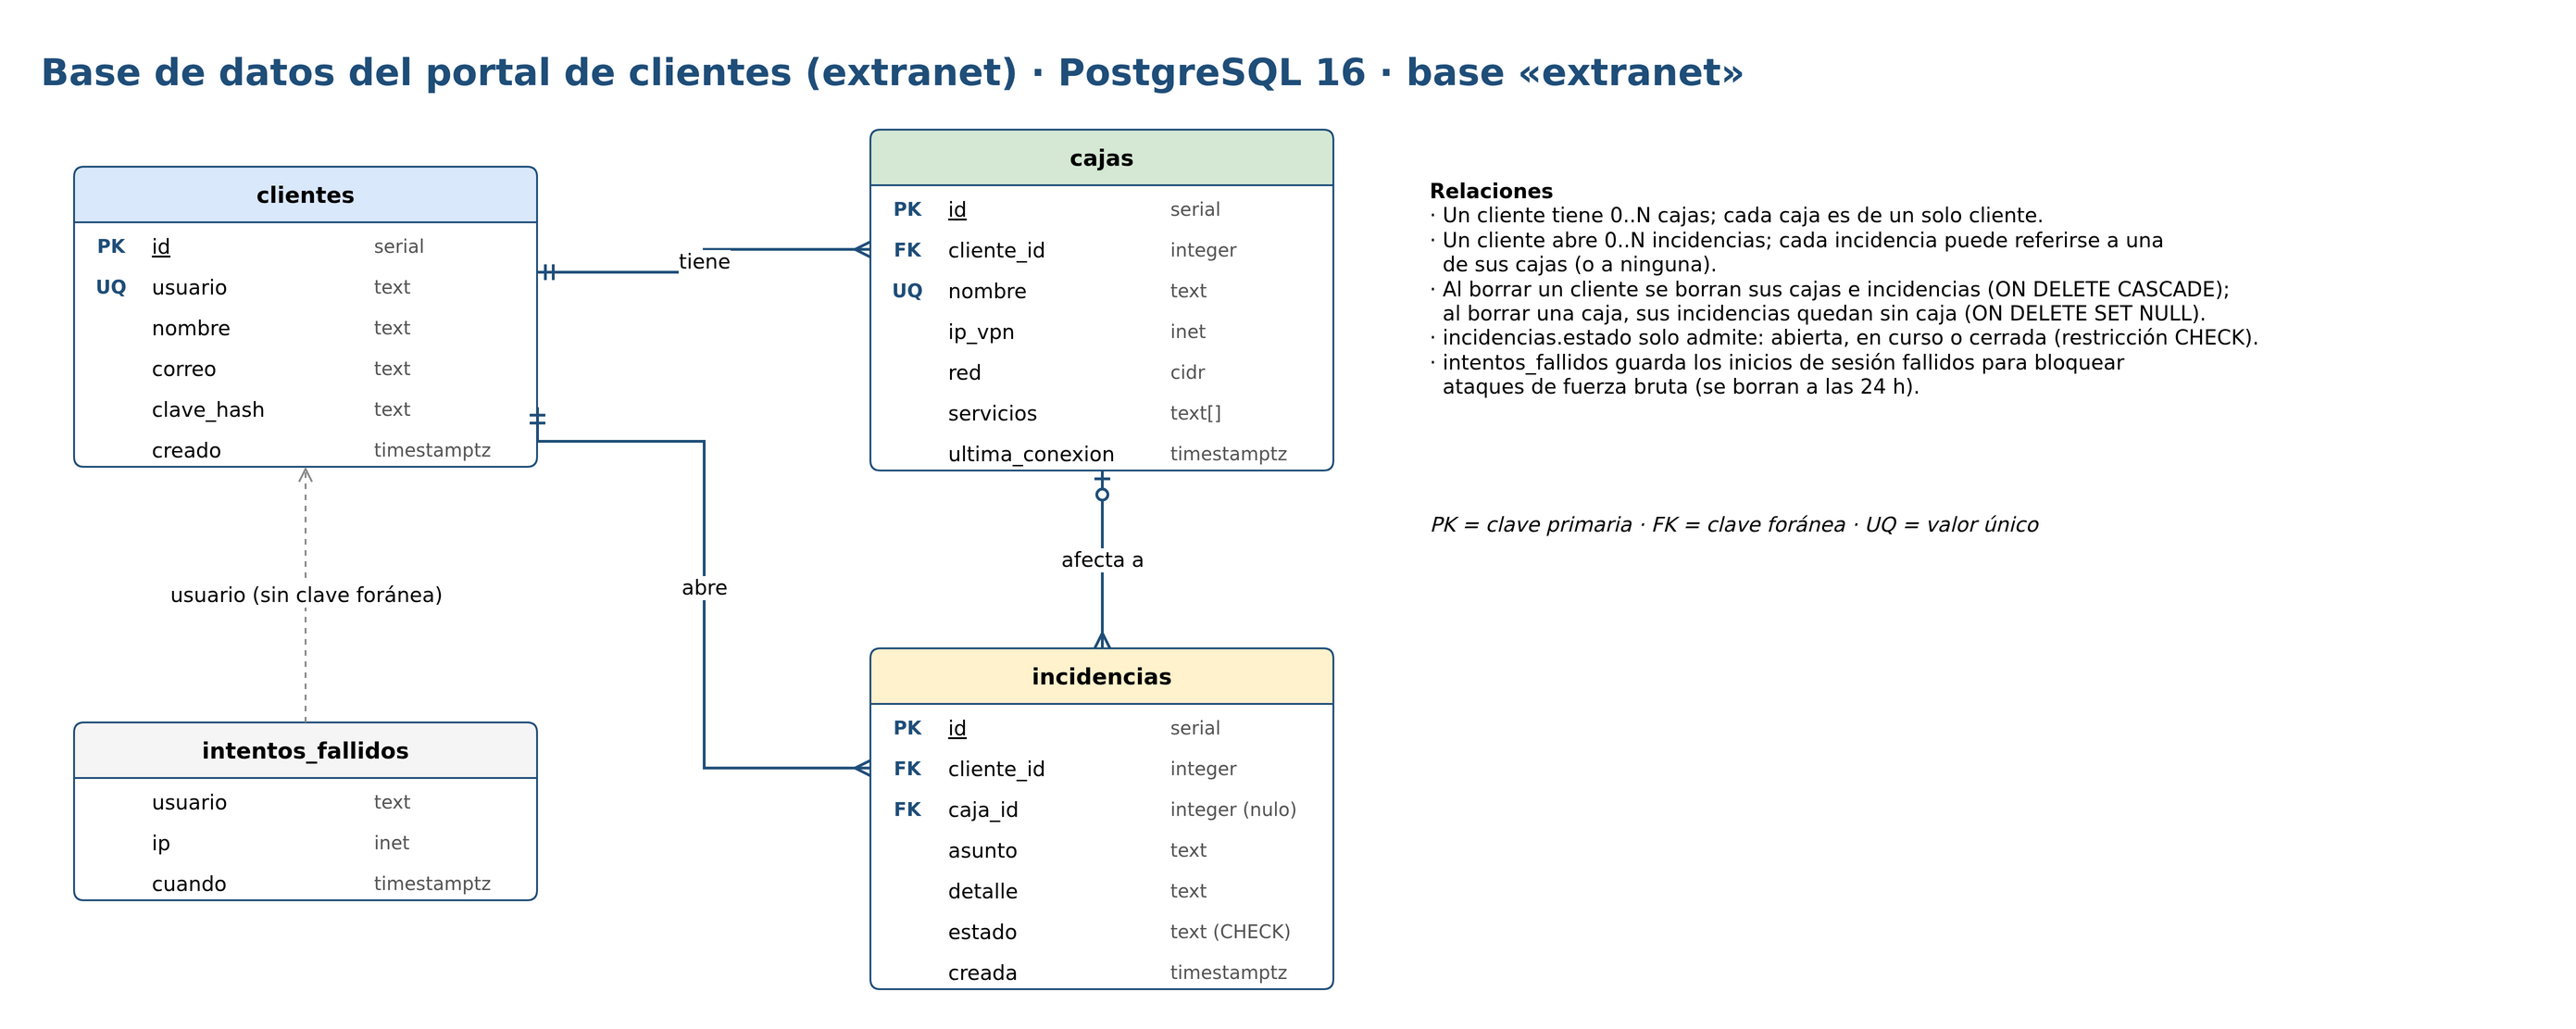 Base de datos del portal de clientes (extranet) · PostgreSQL 16 · base «extranet»
clientes
PK id serial
UQ usuario text
nombre text
correo text
clave_hash text
creado timestamptz
tiene
cajas
PK id serial
FK cliente_id integer
UQ nombre text
ip_vpn inet
red cidr
servicios text[]
ultima_conexion timestamptz
Relaciones
· Un cliente tiene 0..N cajas; cada caja es de un solo cliente.
· Un cliente abre 0..N incidencias; cada incidencia puede referirse a una
de sus cajas (o a ninguna).
· Al borrar un cliente se borran sus cajas e incidencias (ON DELETE CASCADE);
al borrar una caja, sus incidencias quedan sin caja (ON DELETE SET NULL).
· incidencias.estado solo admite: abierta, en curso o cerrada (restricción CHECK).
· intentos_fallidos guarda los inicios de sesión fallidos para bloquear
ataques de fuerza bruta (se borran a las 24 h).
PK = clave primaria · FK = clave foránea · UQ = valor único
usuario (sin clave foránea)
abre
afecta a
intentos_fallidos
usuario text
ip inet
cuando timestamptz
incidencias
PK id serial
FK cliente_id integer
FK caja_id integer (nulo)
asunto text
detalle text
estado text (CHECK)
creada timestamptz